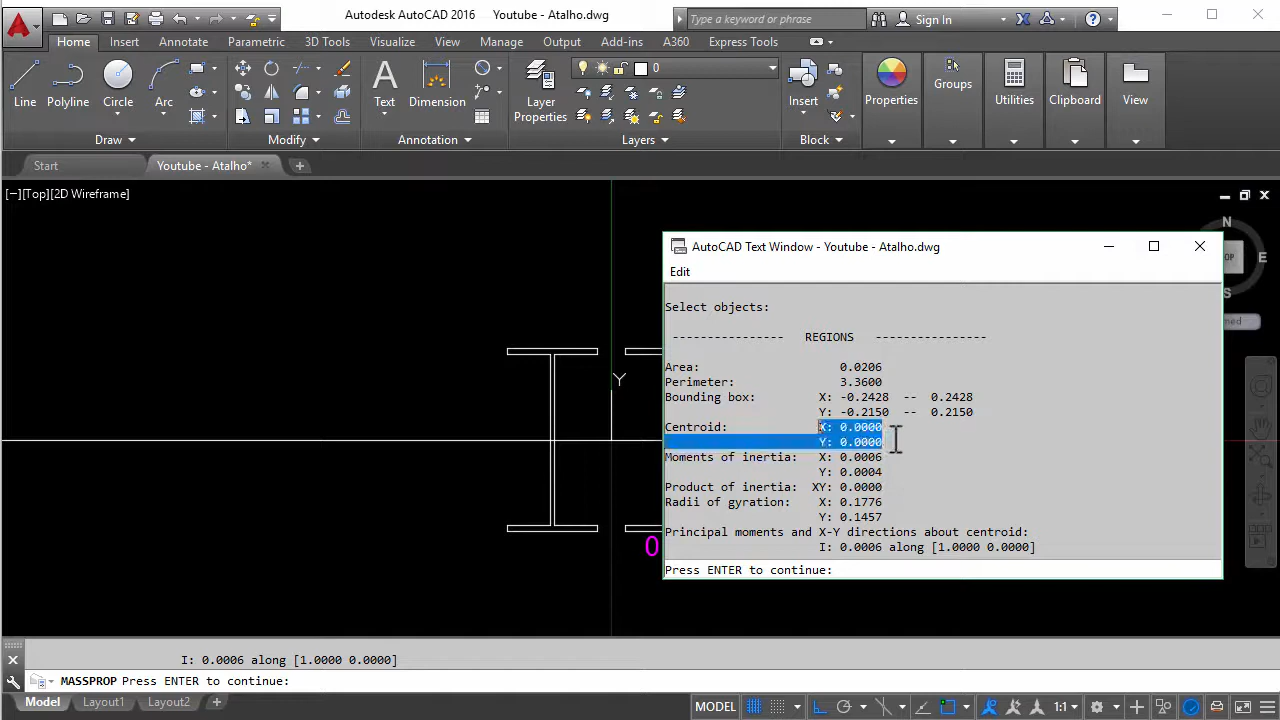 Autodesk AutoCAD 2016 Youtube - Atalho.dwg
Type a keyword or phrase
Sign In
Home Insert Annotate Parametric 3D Tools Visualize View Manage Output Add-ins A360 Express Tools
0
Line Polyline Circle Arc
Text Dimension
Layer
Properties
Insert
Properties Groups Utilities Clipboard View
Draw Modify Annotation Layers Block
Start Youtube - Atalho*
[−][Top][2D Wireframe]
N
E
S
Y
0
AutoCAD Text Window - Youtube - Atalho.dwg
Edit
Select objects:
---------------- REGIONS ----------------
Area: 0.0206
Perimeter: 3.3600
Bounding box: X: -0.2428 -- 0.2428
Y: -0.2150 -- 0.2150
Centroid: X: 0.0000
Y: 0.0000
Moments of inertia: X: 0.0006
Y: 0.0004
Product of inertia: XY: 0.0000
Radii of gyration: X: 0.1776
Y: 0.1457
Principal moments and X-Y directions about centroid:
I: 0.0006 along [1.0000 0.0000]
Press ENTER to continue:
I: 0.0006 along [1.0000 0.0000]
MASSPROP Press ENTER to continue:
Model Layout1 Layout2
MODEL
1:1